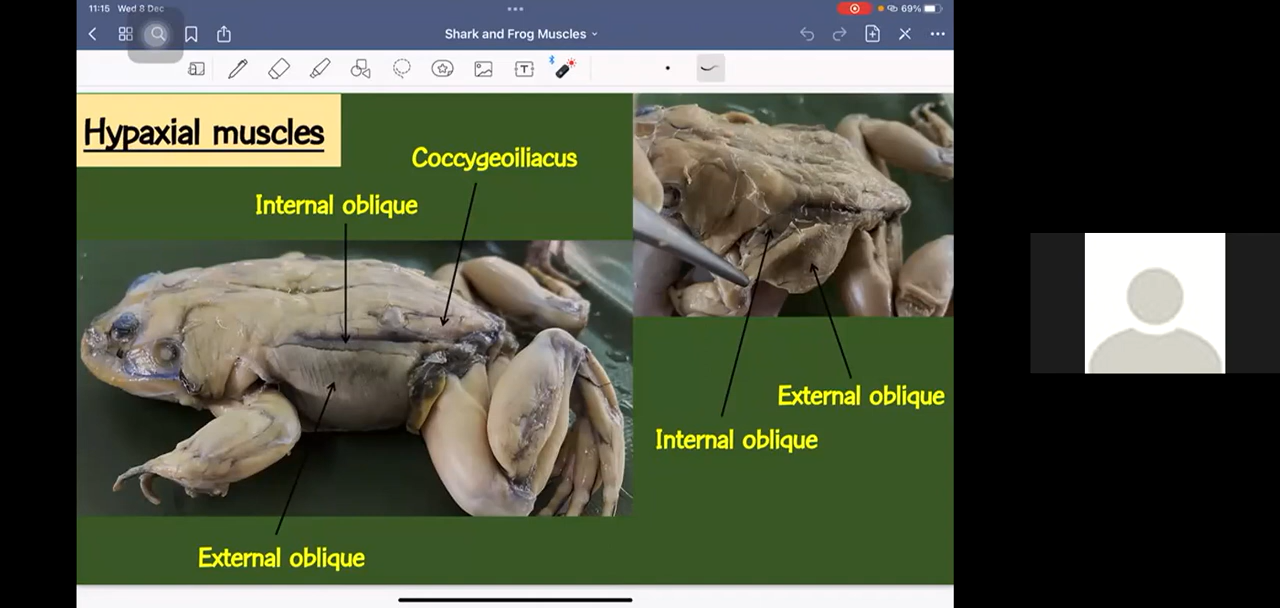 11:15 Wed 8 Dec
69%
Shark and Frog Muscles
T
Hypaxial muscles
Coccygeoiliacus
Internal oblique
External oblique
Internal oblique
External oblique